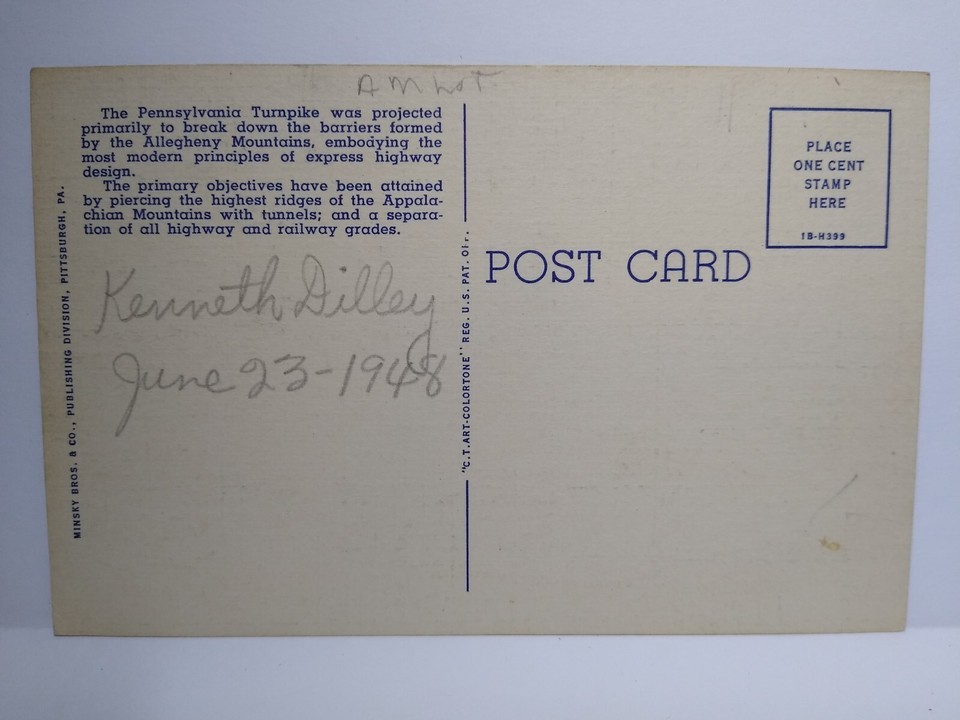 The Pennsylvania Turnpike was projected
primarily to break down the barriers formed
by the Allegheny Mountains, embodying the
most modern principles of express highway
design.
The primary objectives have been attained
by piercing the highest ridges of the Appala-
chian Mountains with tunnels; and a separa-
tion of all highway and railway grades.
Kenneth Dilley
June 23-1948
MINSKY BROS. & CO., PUBLISHING DIVISION, PITTSBURGH, PA.
"C.T. ART-COLORTONE" REG. U.S. PAT. OFF.
POST CARD
PLACE
ONE CENT
STAMP
HERE
1B-H399